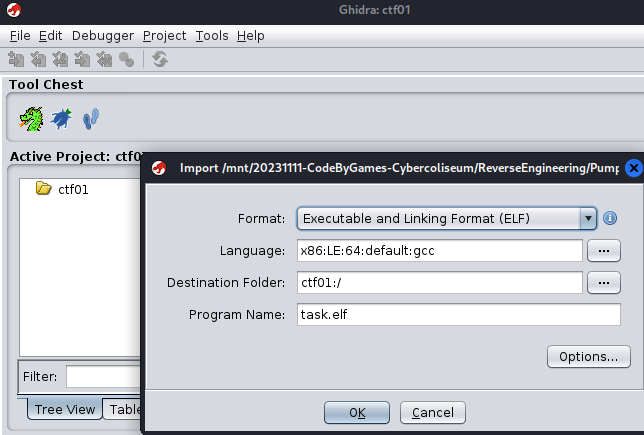 Ghidra: ctf01
File Edit Debugger Project Tools Help
Tool Chest
Active Project: ctf0
ctf01
Import /mnt/20231111-CodeByGames-Cybercoliseum/ReverseEngineering/Pump
Format: Executable and Linking Format (ELF)
Language: x86:LE:64:default:gcc ...
Destination Folder: ctf01:/ ...
Program Name: task.elf
Options...
OK Cancel
Filter:
Tree View Table